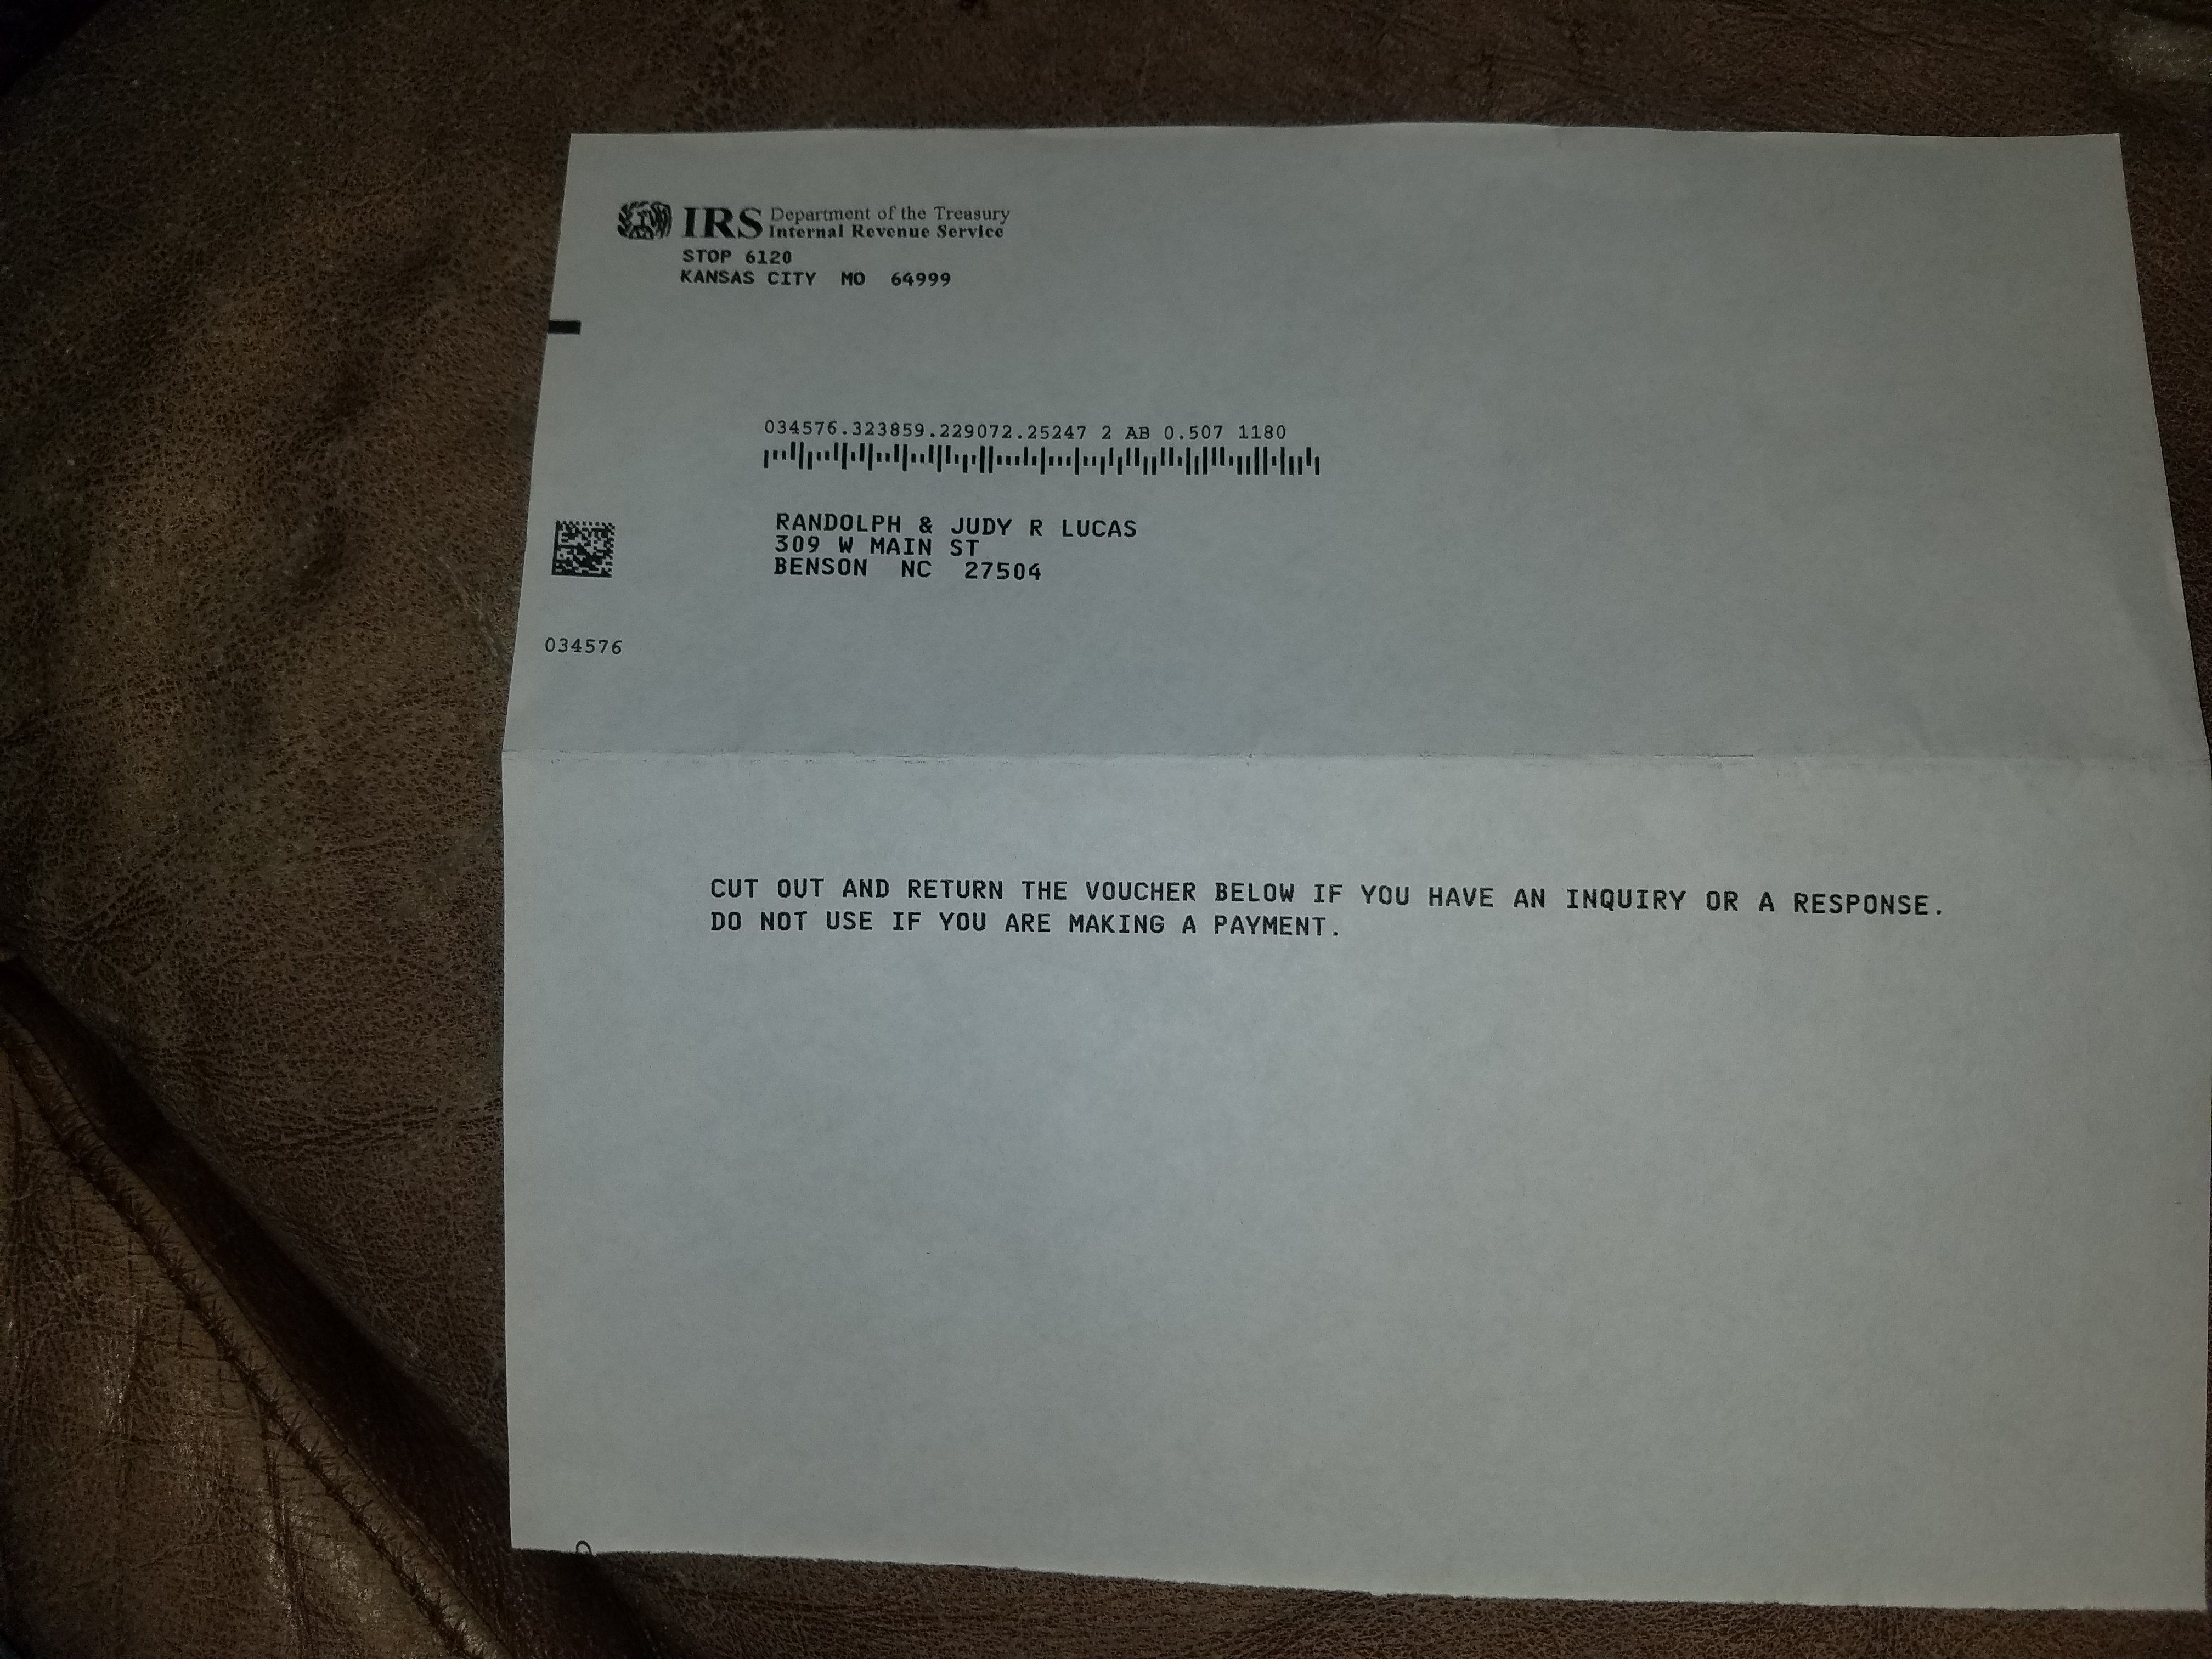 IRS Department of the Treasury
Internal Revenue Service
STOP 6120
KANSAS CITY MO 64999
034576.323859.229072.25247 2 AB 0.507 1180
RANDOLPH & JUDY R LUCAS
309 W MAIN ST
BENSON NC 27504
034576
CUT OUT AND RETURN THE VOUCHER BELOW IF YOU HAVE AN INQUIRY OR A RESPONSE.
DO NOT USE IF YOU ARE MAKING A PAYMENT.